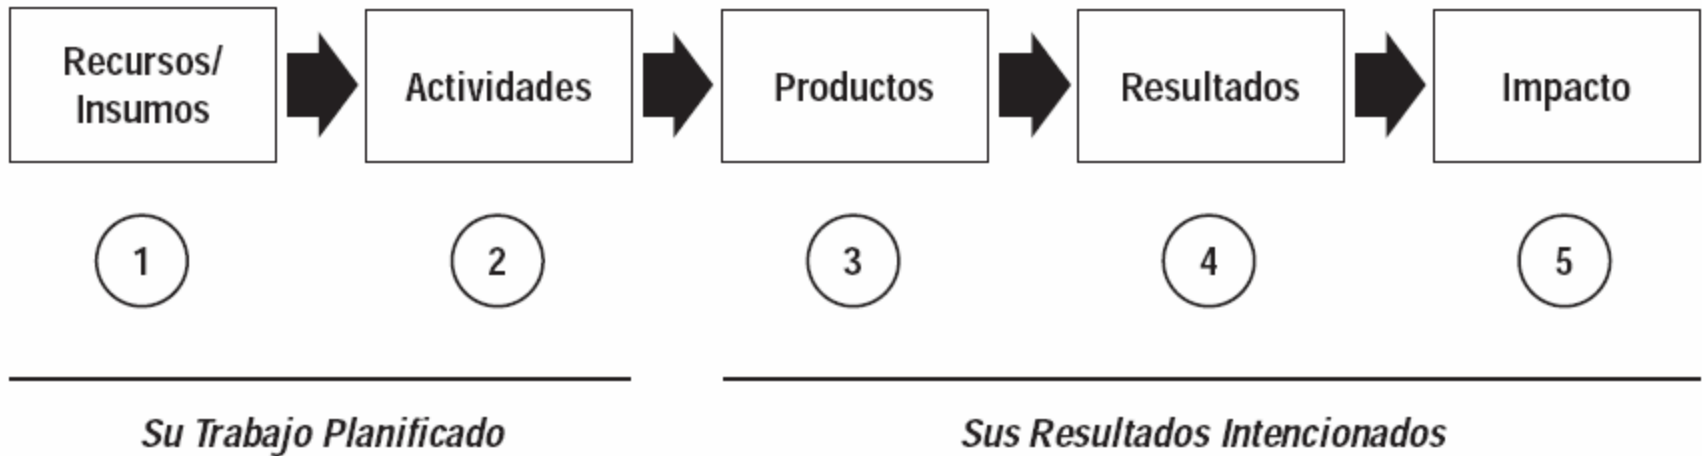 Recursos/
Insumos
Actividades
Productos
Resultados
Impacto
1
2
3
4
5
Su Trabajo Planificado
Sus Resultados Intencionados